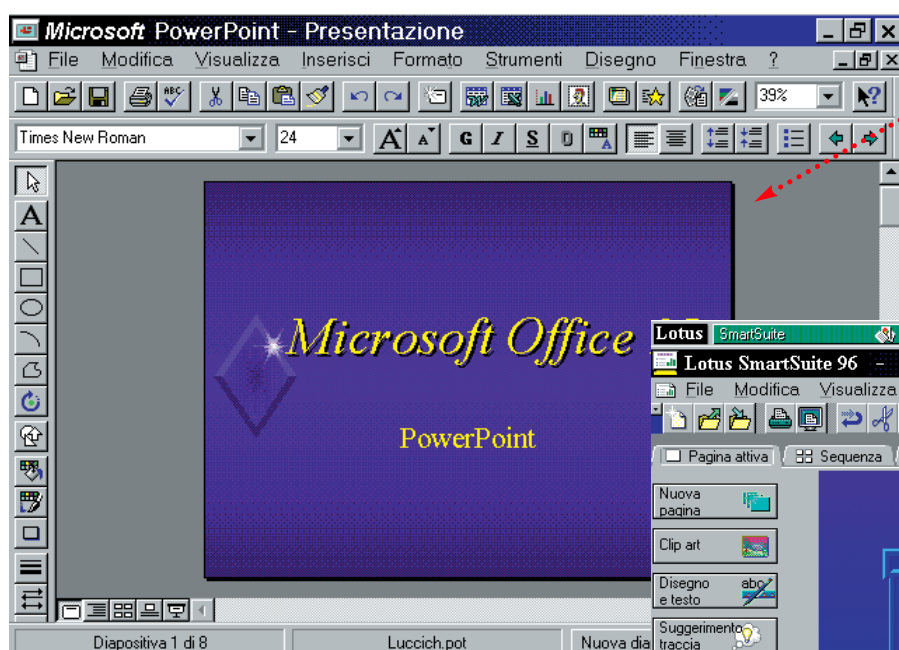 Microsoft PowerPoint - Presentazione
File Modifica Visualizza Inserisci Formato Strumenti Disegno Finestra ?
ABC 39% ?
Times New Roman 24 A A G I S A
A
Microsoft Office
PowerPoint
Diapositiva 1 di 8 Luccich.pot Nuova dia
Lotus SmartSuite
Lotus SmartSuite 96 -
File Modifica Visualizza
Pagina attiva Sequenza
Nuova
pagina
Clip art
Disegno abc
e testo
Suggerimento
traccia